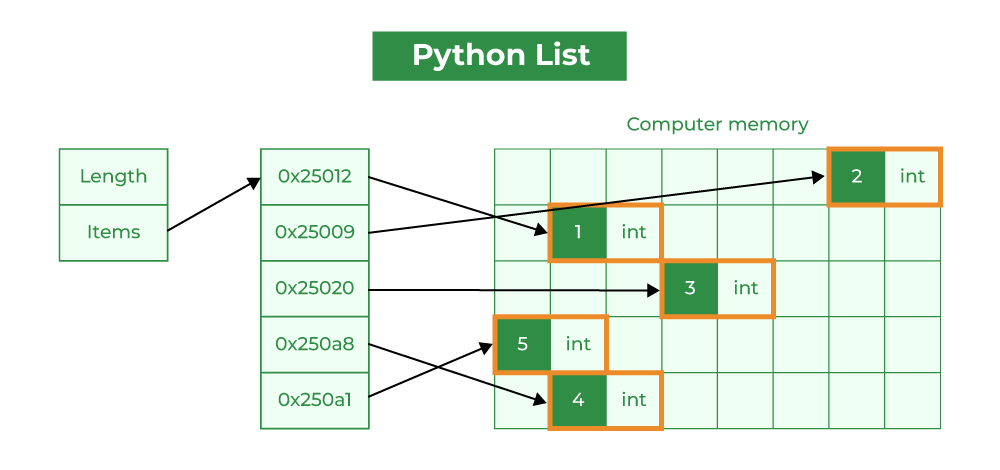 Python List
Computer memory
Length
Items
0x25012
0x25009
0x25020
0x250a8
0x250a1
2 int
1 int
3 int
5 int
4 int